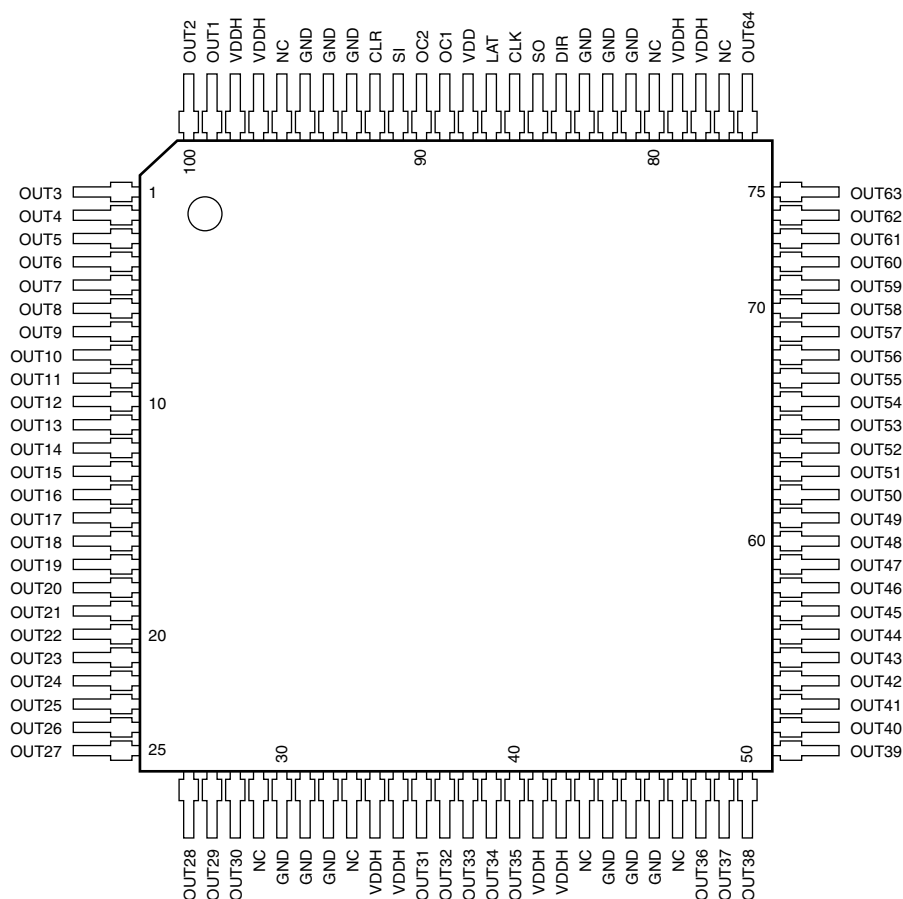 OUT2
OUT1
VDDH
VDDH
NC
GND
GND
GND
CLR
SI
OC2
OC1
VDD
LAT
CLK
SO
DIR
GND
GND
GND
NC
VDDH
VDDH
NC
OUT64
100
90
80
OUT3
1
75
OUT63
OUT4
OUT62
OUT5
OUT61
OUT6
OUT60
OUT7
OUT59
OUT8
70
OUT58
OUT9
OUT57
OUT10
OUT56
OUT11
OUT55
OUT12
10
OUT54
OUT13
OUT53
OUT14
OUT52
OUT15
OUT51
OUT16
OUT50
OUT17
OUT49
OUT18
60
OUT48
OUT19
OUT47
OUT20
OUT46
OUT21
OUT45
OUT22
20
OUT44
OUT23
OUT43
OUT24
OUT42
OUT25
OUT41
OUT26
OUT40
OUT27
25
30
40
50
OUT39
OUT28
OUT29
OUT30
NC
GND
GND
GND
NC
VDDH
VDDH
OUT31
OUT32
OUT33
OUT34
OUT35
VDDH
VDDH
NC
GND
GND
GND
NC
OUT36
OUT37
OUT38